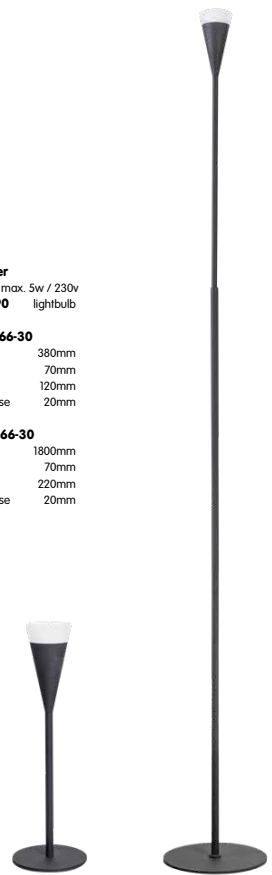 er
max. 5w / 230v
90 lightbulb
66-30
380mm
70mm
120mm
se 20mm
66-30
1800mm
70mm
220mm
se 20mm